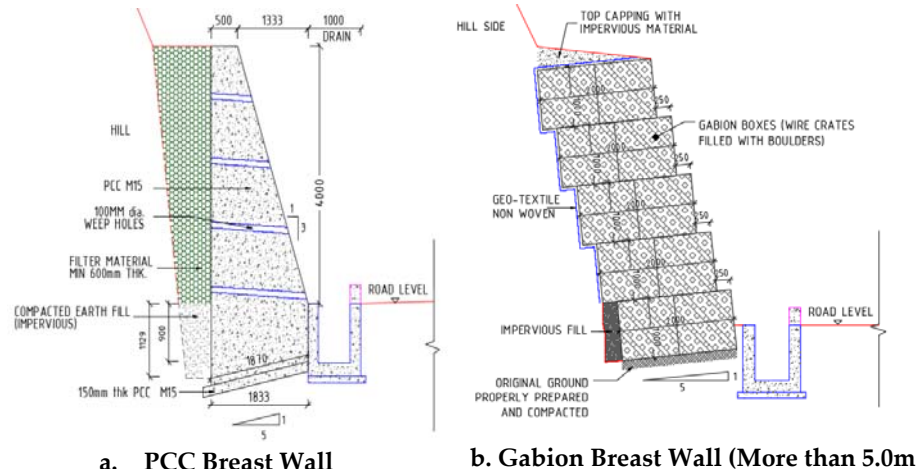 500
1333
1000
DRAIN
HILL
4000
PCC M15
100MM dia.
WEEP HOLES
1
3
FILTER MATERIAL
MIN 600mm THK.
COMPACTED EARTH FILL
(IMPERVIOUS)
1129
900
ROAD LEVEL
1870
150mm thk PCC M15
1833
1
5
a. PCC Breast Wall
HILL SIDE
TOP CAPPING WITH
IMPERVIOUS MATERIAL
250
GABION BOXES (WIRE CRATES
FILLED WITH BOULDERS)
250
GEO-TEXTILE
NON WOVEN
250
250
ROAD LEVEL
IMPERVIOUS FILL
ORIGINAL GROUND
PROPERLY PREPARED
AND COMPACTED
1
5
b. Gabion Breast Wall (More than 5.0m